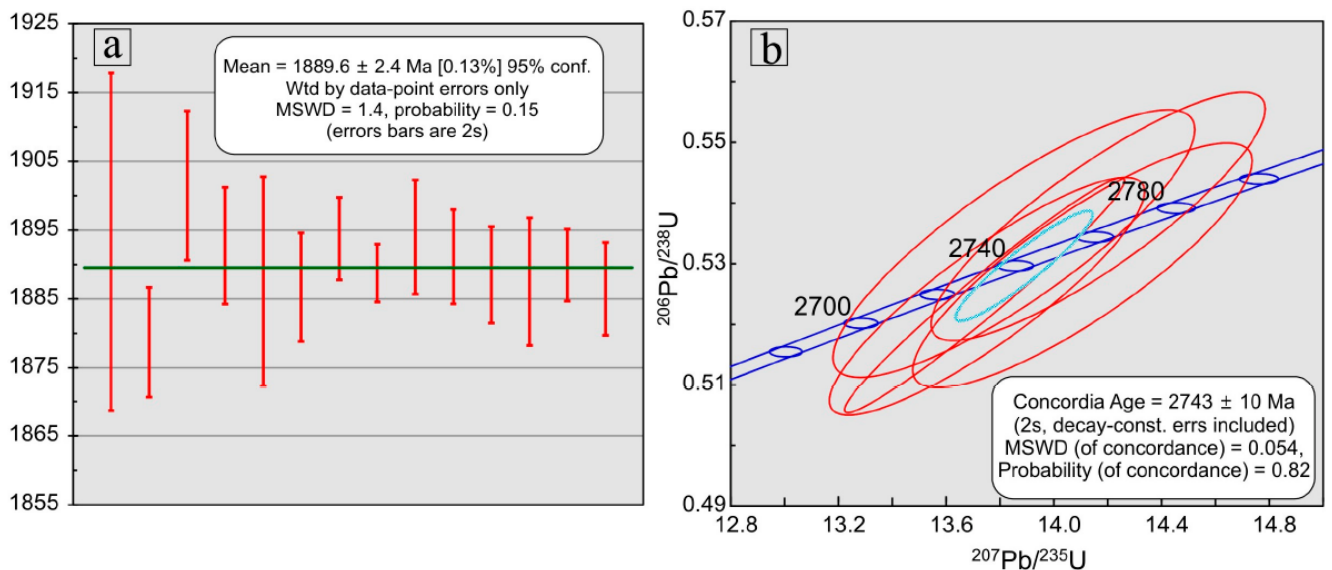 a
1925
1915
1905
1895
1885
1875
1865
1855
Mean = 1889.6 ± 2.4 Ma [0.13%] 95% conf.
Wtd by data-point errors only
MSWD = 1.4, probability = 0.15
(errors bars are 2s)
b
0.57
0.55
0.53
0.51
0.49
²⁰⁶Pb/²³⁸U
2780
2740
2700
Concordia Age = 2743 ± 10 Ma
(2s, decay-const. errs included)
MSWD (of concordance) = 0.054,
Probability (of concordance) = 0.82
12.8 13.2 13.6 14.0 14.4 14.8
²⁰⁷Pb/²³⁵U